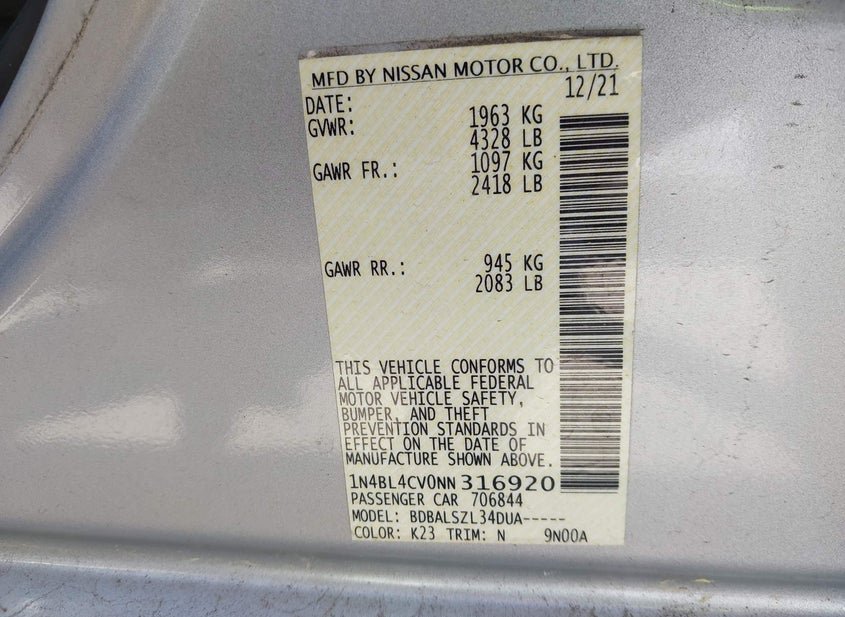 MFD BY NISSAN MOTOR CO., LTD.
DATE: 12/21
GVWR: 1963 KG
4328 LB
GAWR FR.: 1097 KG
2418 LB
GAWR RR.: 945 KG
2083 LB
THIS VEHICLE CONFORMS TO
ALL APPLICABLE FEDERAL
MOTOR VEHICLE SAFETY,
BUMPER, AND THEFT
PREVENTION STANDARDS IN
EFFECT ON THE DATE OF
MANUFACTURE SHOWN ABOVE.
1N4BL4CV0NN316920
PASSENGER CAR 706844
MODEL: BDBALSZL34DUA-----
COLOR: K23 TRIM: N 9N00A